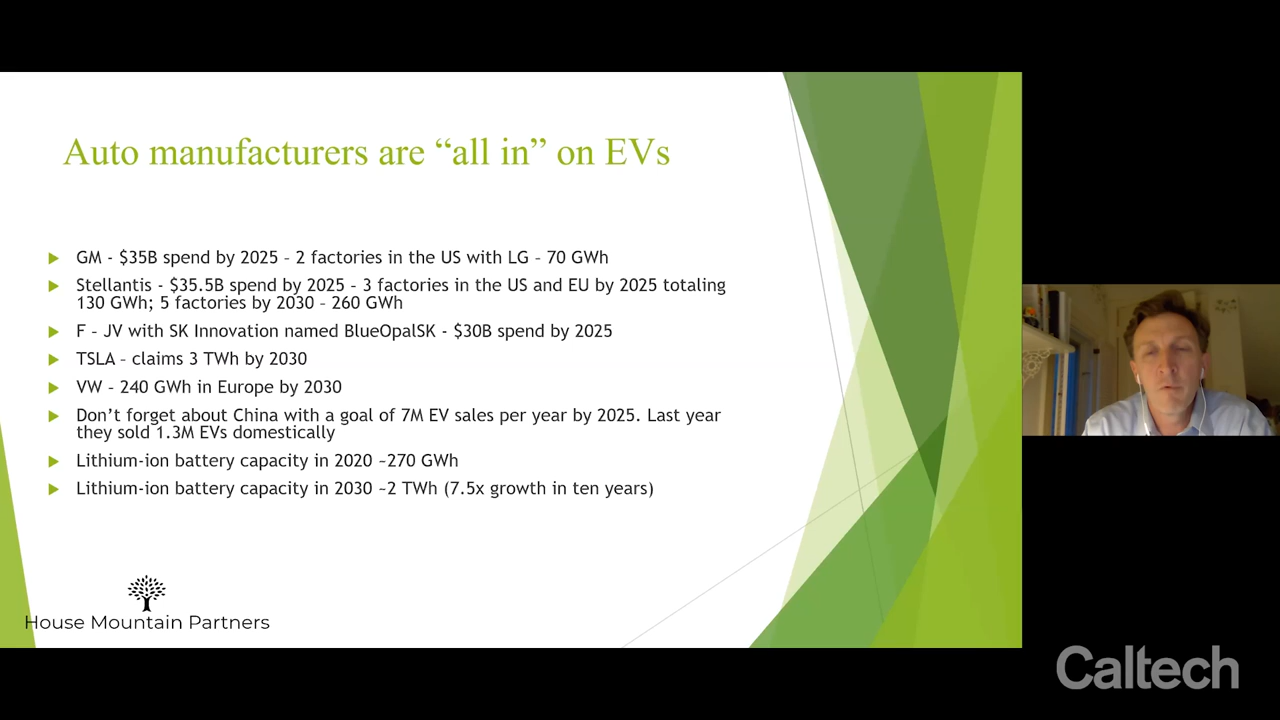 Auto manufacturers are “all in” on EVs
GM - $35B spend by 2025 – 2 factories in the US with LG – 70 GWh
Stellantis - $35.5B spend by 2025 – 3 factories in the US and EU by 2025 totaling
130 GWh; 5 factories by 2030 – 260 GWh
F – JV with SK Innovation named BlueOpalSK - $30B spend by 2025
TSLA – claims 3 TWh by 2030
VW – 240 GWh in Europe by 2030
Don’t forget about China with a goal of 7M EV sales per year by 2025. Last year
they sold 1.3M EVs domestically
Lithium-ion battery capacity in 2020 ~270 GWh
Lithium-ion battery capacity in 2030 ~2 TWh (7.5x growth in ten years)
House Mountain Partners
Caltech